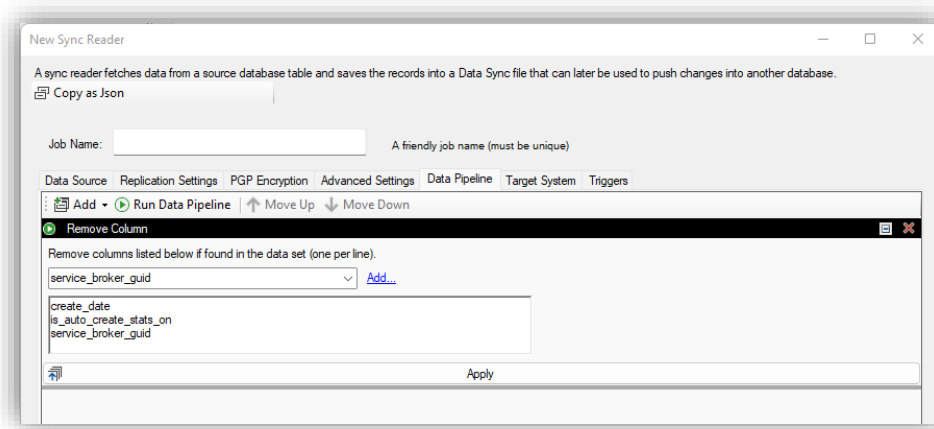 New Sync Reader
A sync reader fetches data from a source database table and saves the records into a Data Sync file that can later be used to push changes into another database.
Copy as Json
Job Name: A friendly job name (must be unique)
Data Source Replication Settings PGP Encryption Advanced Settings Data Pipeline Target System Triggers
Add Run Data Pipeline Move Up Move Down
Remove Column
Remove columns listed below if found in the data set (one per line).
service_broker_guid Add...
create_date
is_auto_create_stats_on
service_broker_guid
Apply